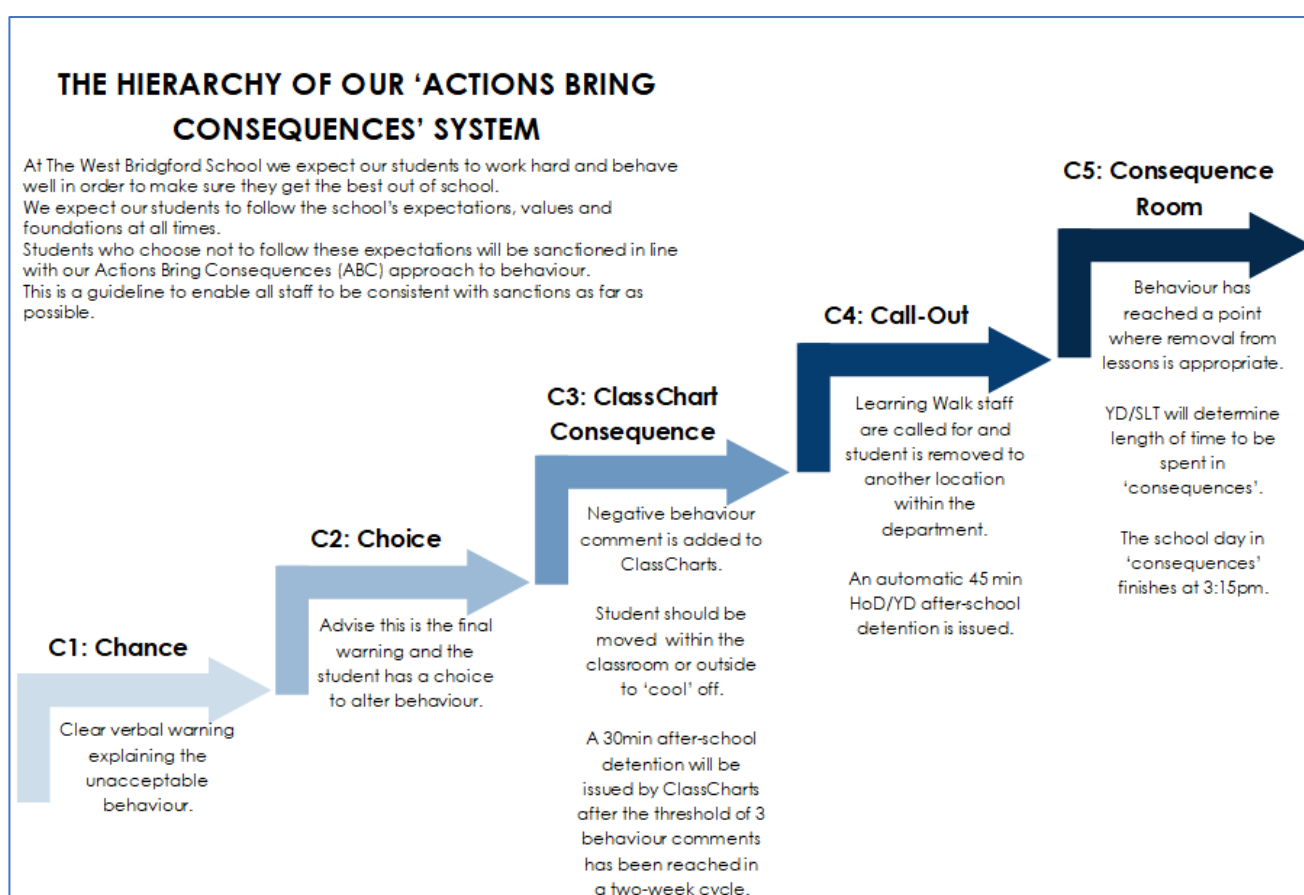 THE HIERARCHY OF OUR ‘ACTIONS BRING
CONSEQUENCES’ SYSTEM
At The West Bridgford School we expect our students to work hard and behave
well in order to make sure they get the best out of school.
We expect our students to follow the school’s expectations, values and
foundations at all times.
Students who choose not to follow these expectations will be sanctioned in line
with our Actions Bring Consequences (ABC) approach to behaviour.
This is a guideline to enable all staff to be consistent with sanctions as far as
possible.
C1: Chance
Clear verbal warning
explaining the
unacceptable
behaviour.
C2: Choice
Advise this is the final
warning and the
student has a choice
to alter behaviour.
C3: ClassChart
Consequence
Negative behaviour
comment is added to
ClassCharts.
Student should be
moved within the
classroom or outside
to ‘cool’ off.
A 30min after-school
detention will be
issued by ClassCharts
after the threshold of 3
behaviour comments
has been reached in
a two-week cycle.
C4: Call-Out
Learning Walk staff
are called for and
student is removed to
another location
within the
department.
An automatic 45 min
HoD/YD after-school
detention is issued.
C5: Consequence
Room
Behaviour has
reached a point
where removal from
lessons is appropriate.
YD/SLT will determine
length of time to be
spent in
‘consequences’.
The school day in
‘consequences’
finishes at 3:15pm.